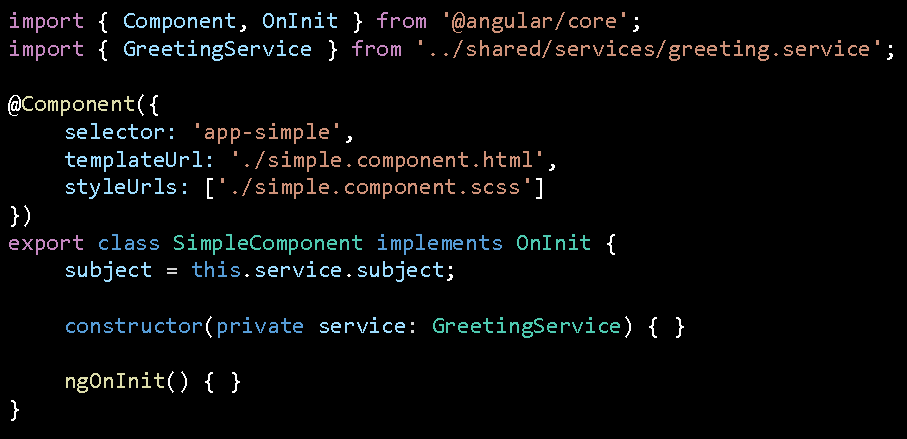 import { Component, OnInit } from '@angular/core';
import { GreetingService } from '../shared/services/greeting.service';

@Component({
    selector: 'app-simple',
    templateUrl: './simple.component.html',
    styleUrls: ['./simple.component.scss']
})
export class SimpleComponent implements OnInit {
    subject = this.service.subject;

    constructor(private service: GreetingService) { }

    ngOnInit() { }
}